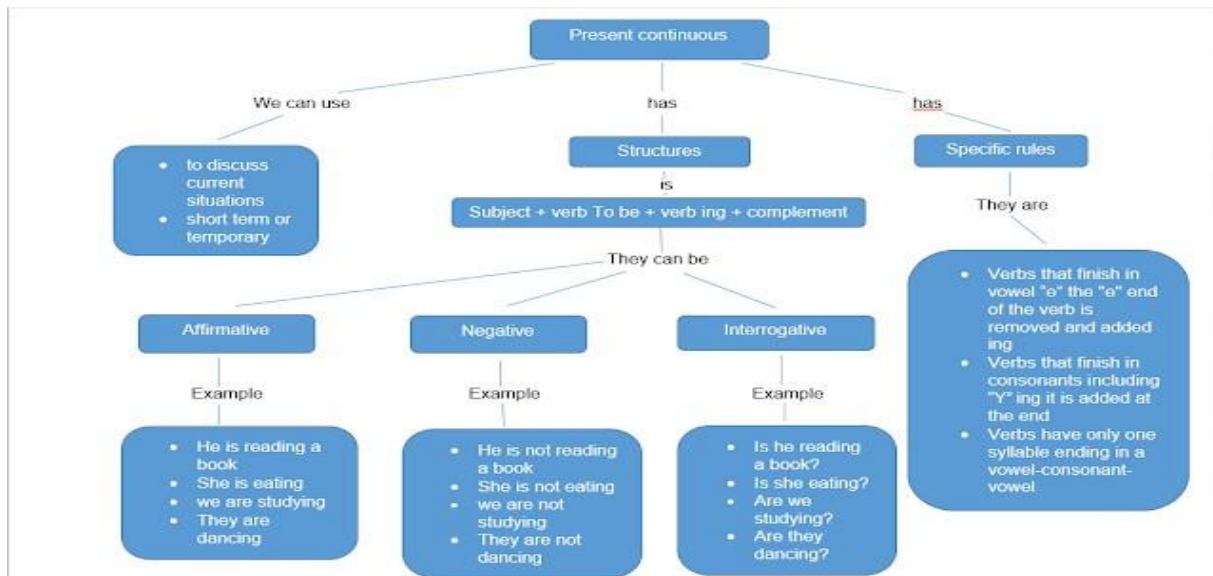 Present continuous
We can use
has
has
to discuss
current
situations
short term or
temporary
Structures
is
Subject + verb To be + verb ing + complement
They can be
Specific rules
They are
Verbs that finish in
vowel "e" the "e" end
of the verb is
removed and added
ing
Verbs that finish in
consonants including
"Y" ing it is added at
the end
Verbs have only one
syllable ending in a
vowel-consonant-
vowel
Affirmative
Example
He is reading a
book
She is eating
we are studying
They are
dancing
Negative
Example
He is not reading
a book
She is not eating
we are not
studying
They are not
dancing
Interrogative
Example
Is he reading
a book?
Is she eating?
Are we
studying?
Are they
dancing?